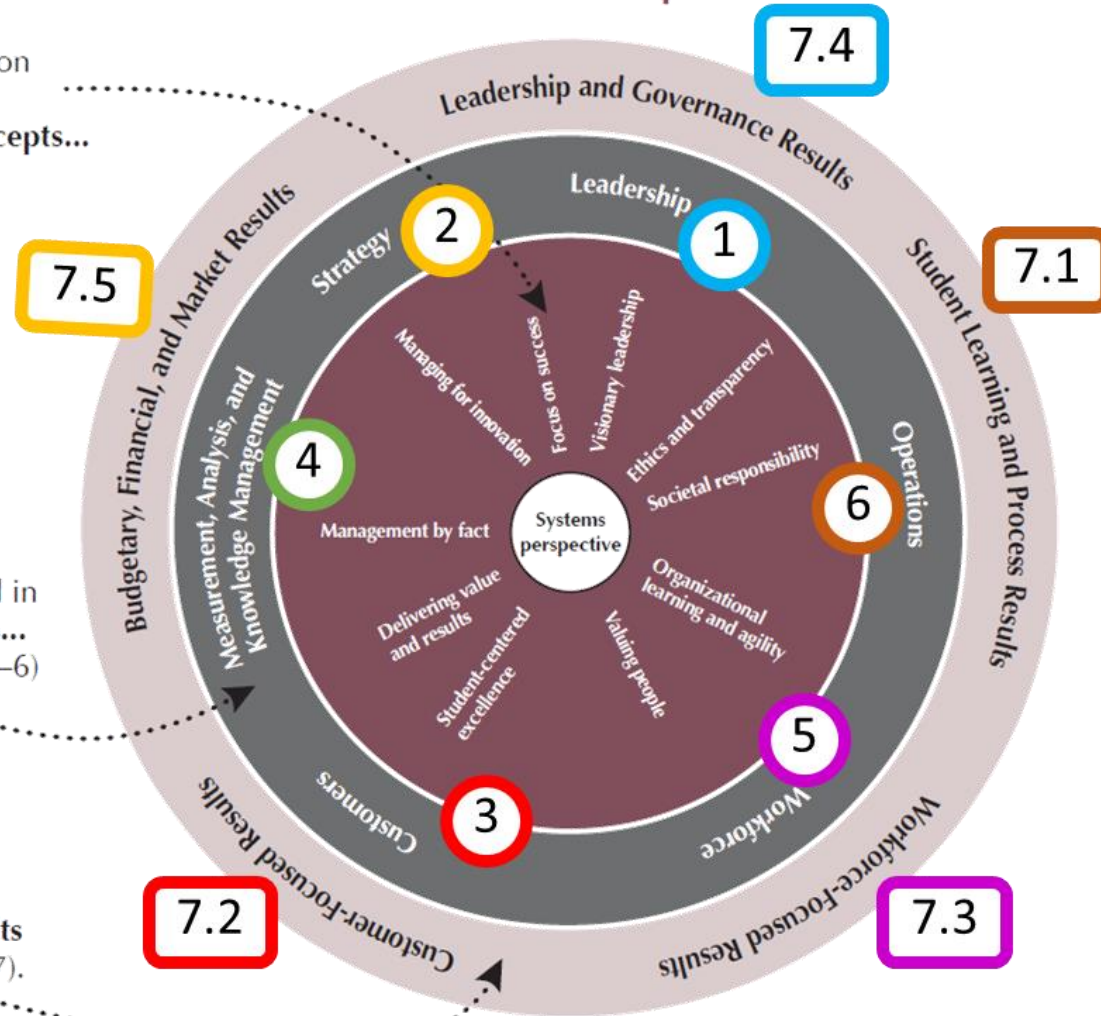 on
cepts...
7.4
Leadership and Governance Results
7.5
Budgetary, Financial, and Market Results
7.1
Student Learning and Process Results
Leadership
1
2
Strategy
4
Measurement, Analysis, and
Knowledge Management
6
Operations
Managing for innovation
Focus on success
Visionary leadership
Ethics and transparency
Societal responsibility
Management by fact
Systems
perspective
Delivering value
and results
Student-centered
excellence
Valuing people
Organizational
learning and agility
d in
...
–6)
5
Workforce
3
Customers
7.2
Customer-Focused Results
7.3
Workforce-Focused Results
ts
7).